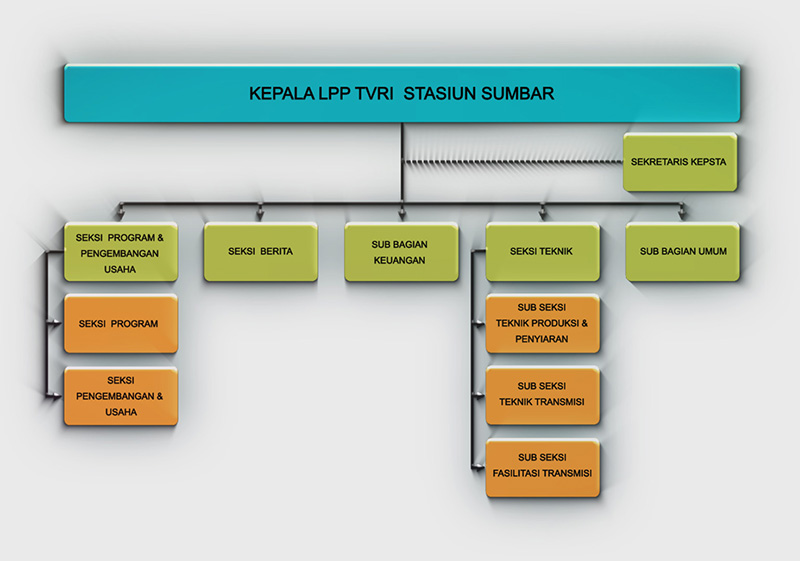 KEPALA LPP TVRI STASIUN SUMBAR
SEKRETARIS KEPSTA
SEKSI PROGRAM &
PENGEMBANGAN
USAHA
SEKSI BERITA
SUB BAGIAN
KEUANGAN
SEKSI TEKNIK
SUB BAGIAN UMUM
SEKSI PROGRAM
SEKSI
PENGEMBANGAN &
USAHA
SUB SEKSI
TEKNIK PRODUKSI &
PENYIARAN
SUB SEKSI
TEKNIK TRANSMISI
SUB SEKSI
FASILITASI TRANSMISI